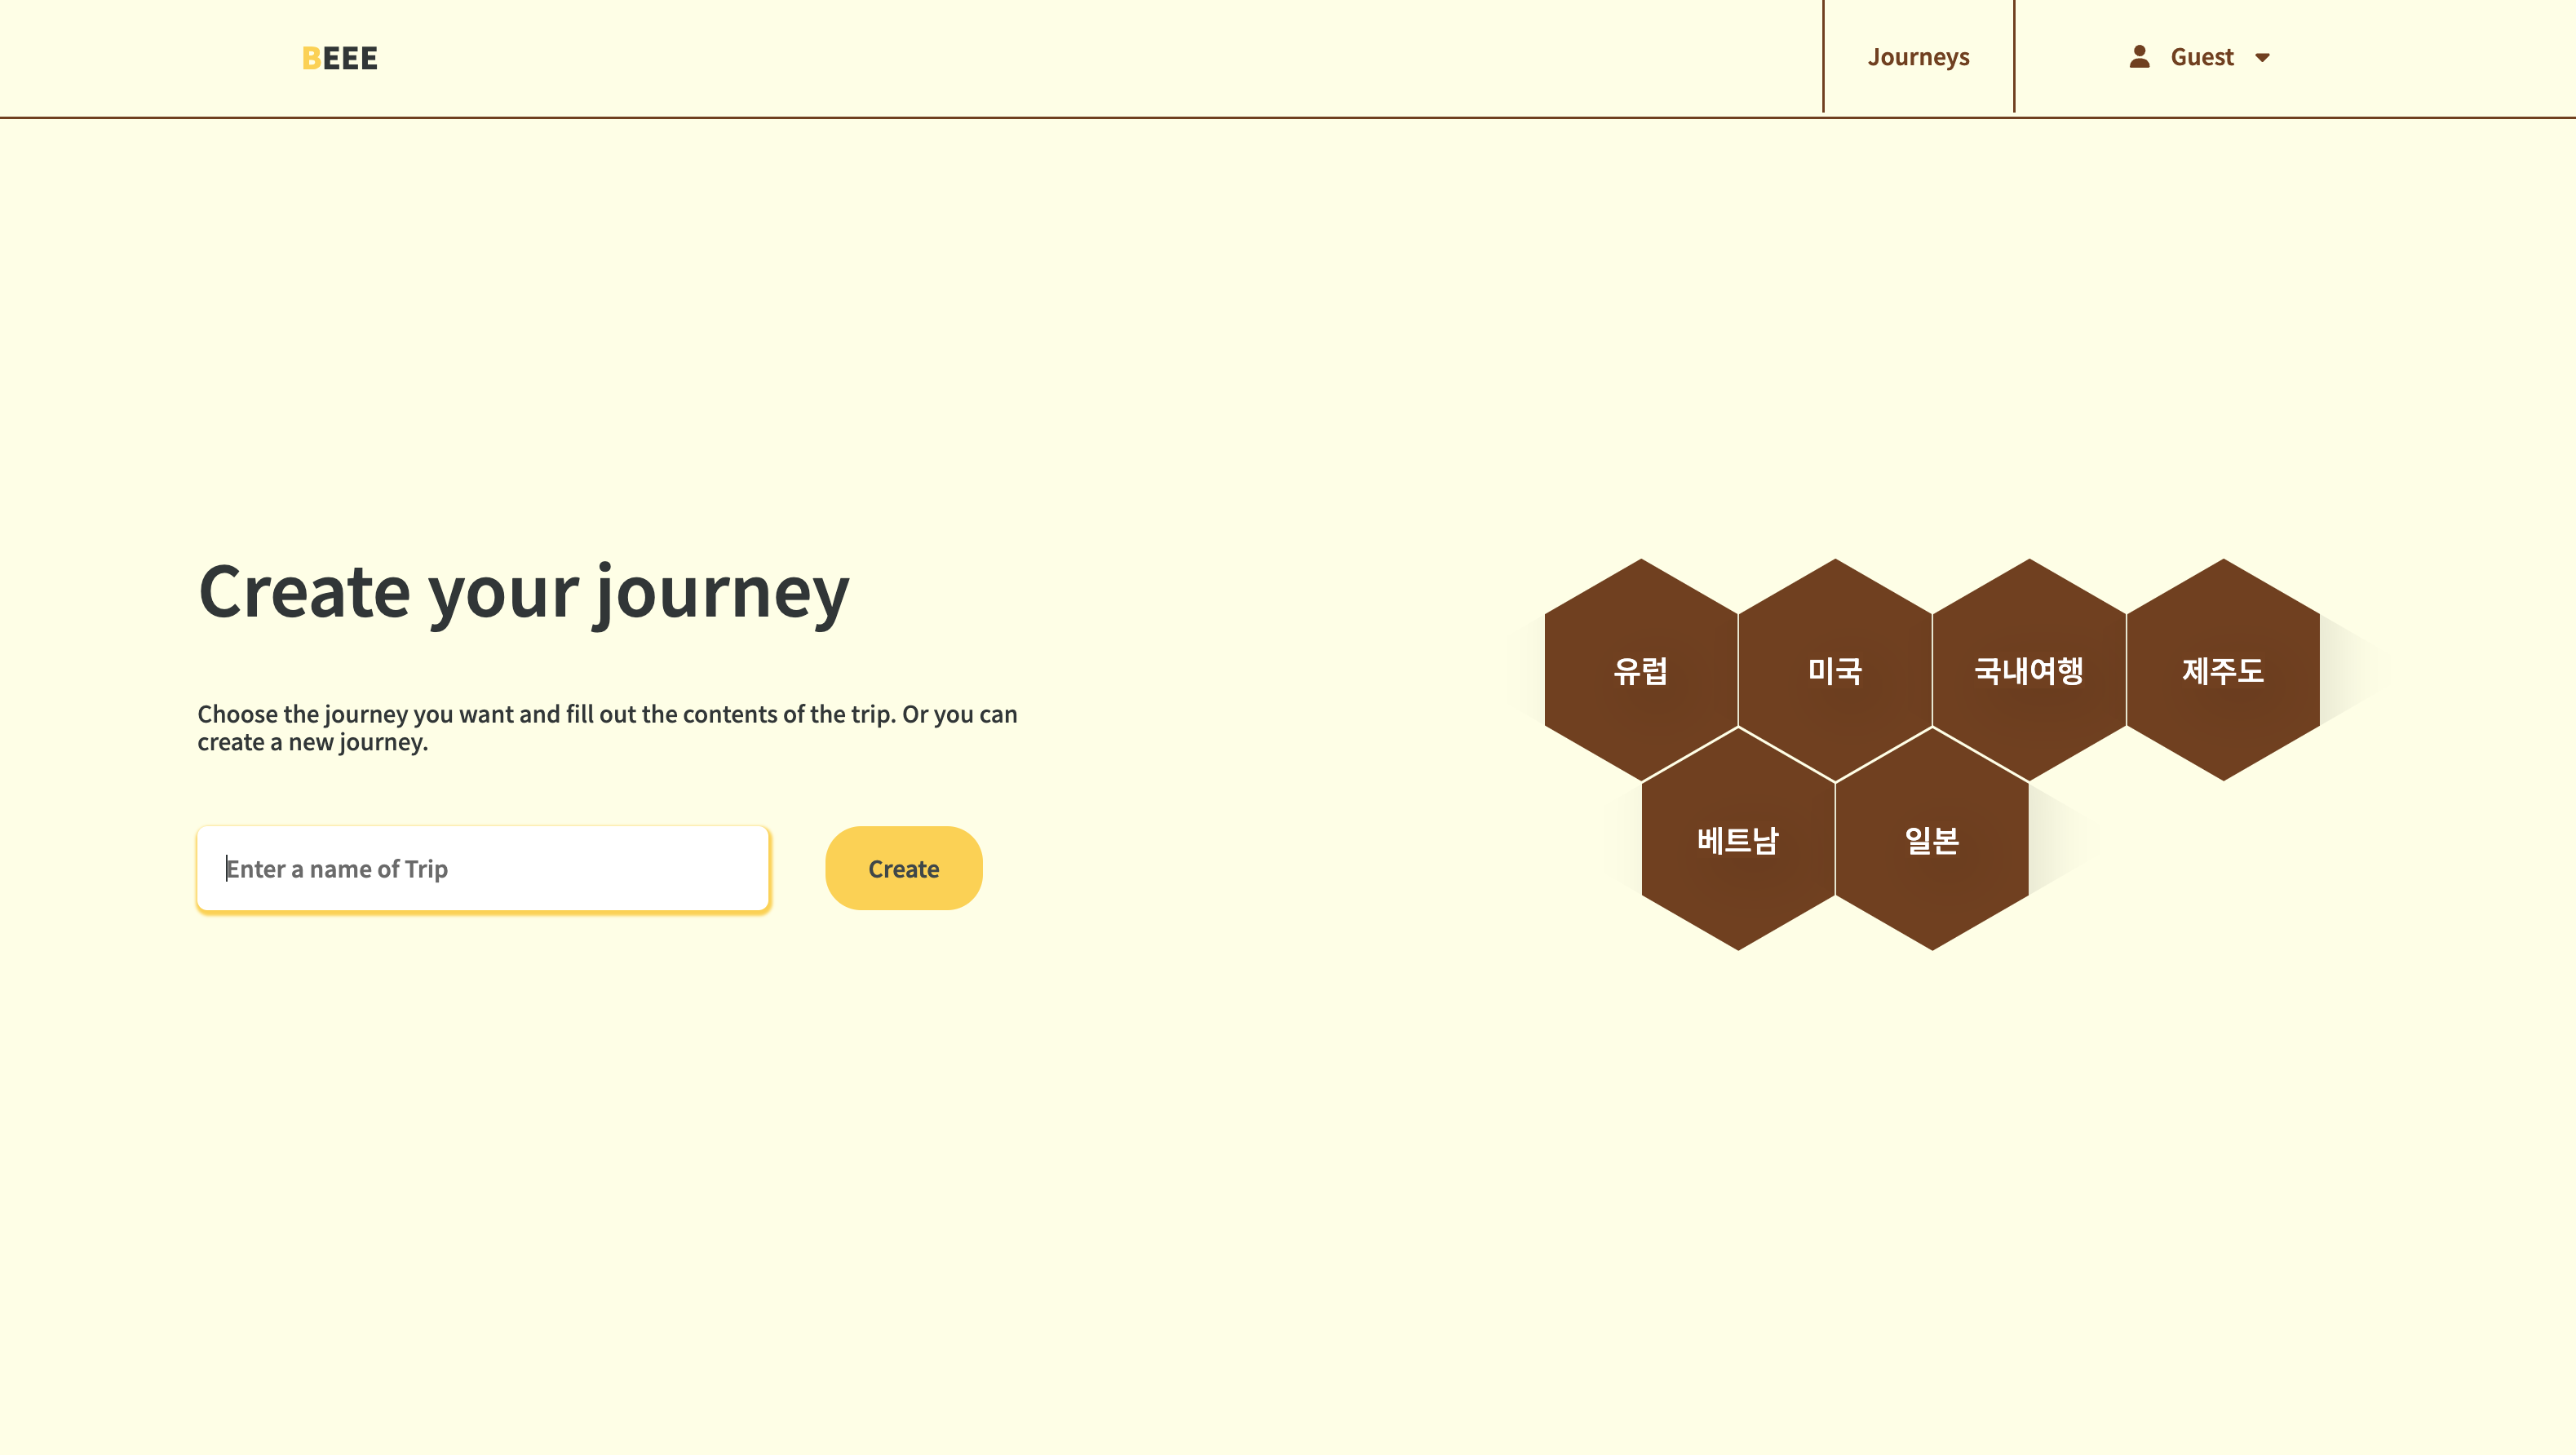 BEEE
Journeys
Guest
Create your journey
Choose the journey you want and fill out the contents of the trip. Or you can
create a new journey.
Enter a name of Trip
Create
유럽
미국
국내여행
제주도
베트남
일본